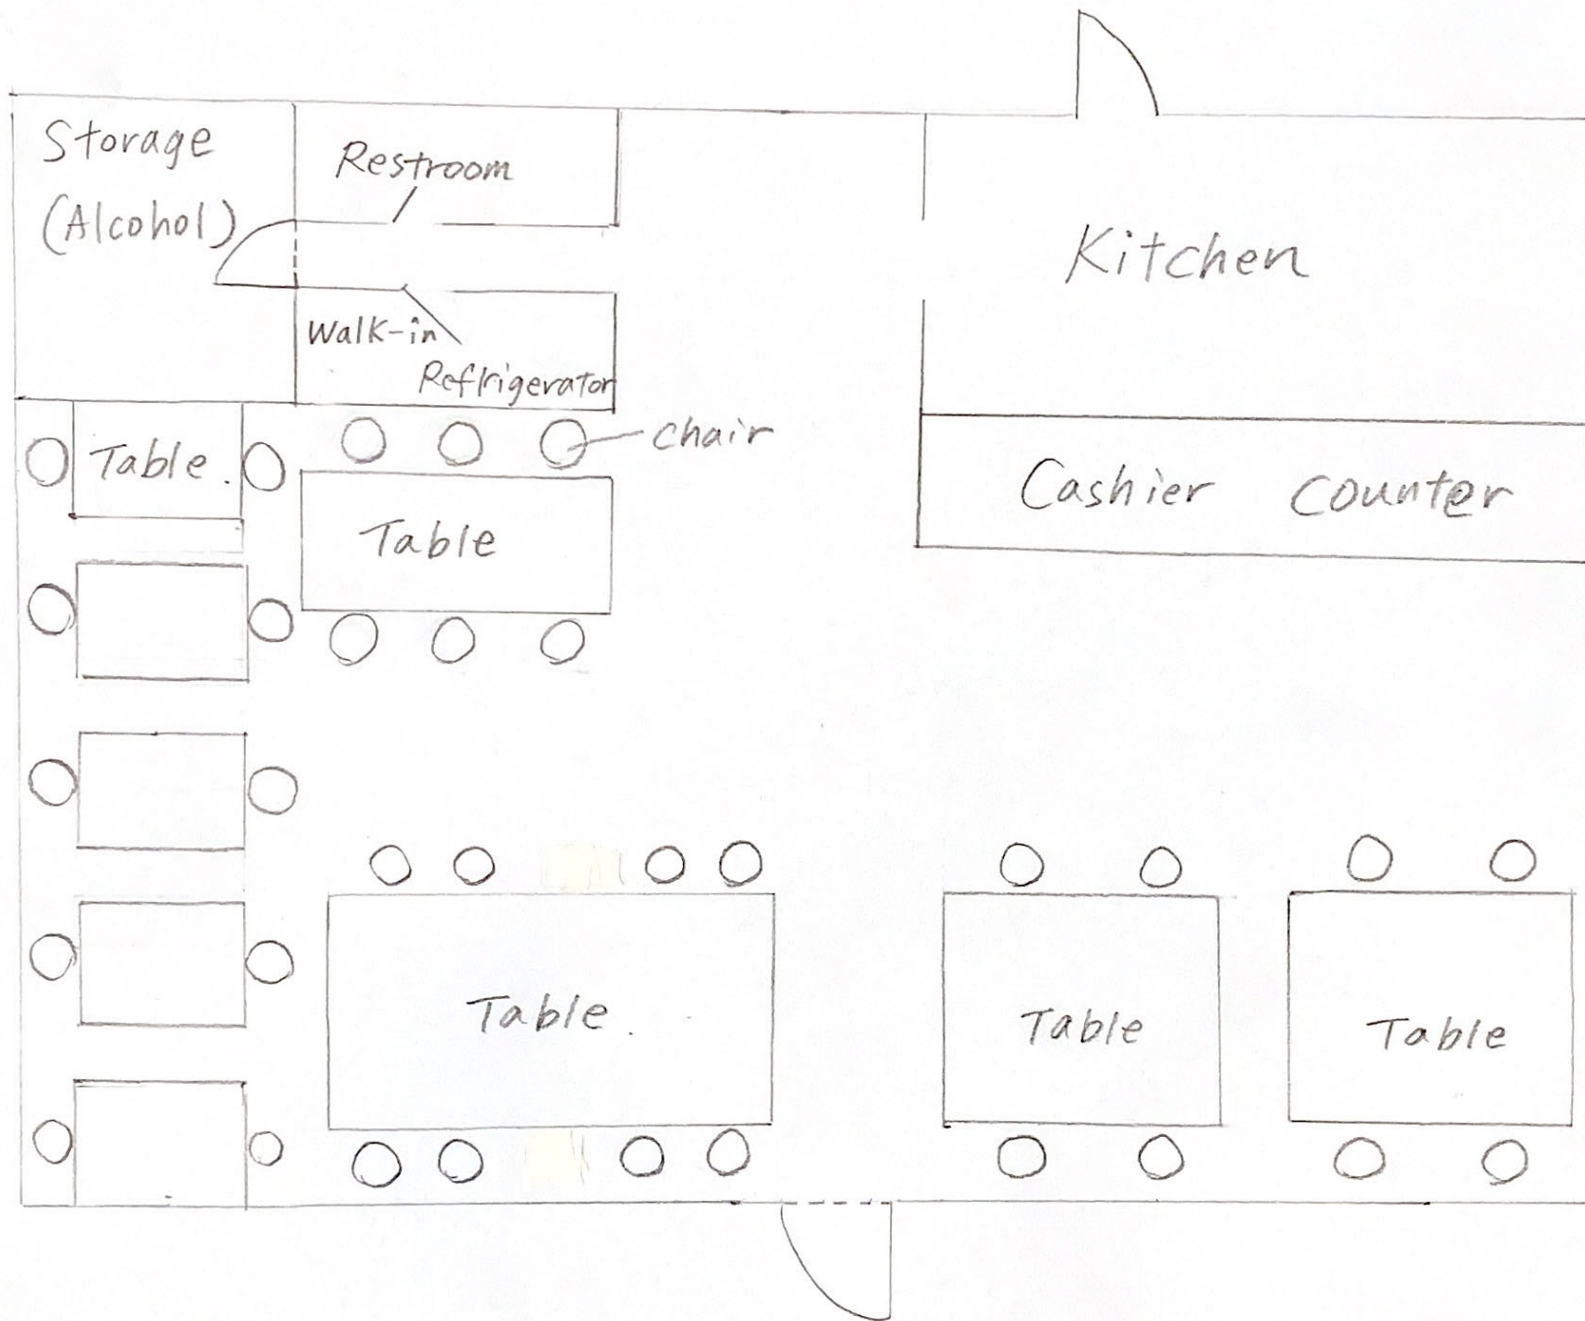 Storage
(Alcohol)
Restroom
Kitchen
Walk-in
Refrigerator
chair
Table.
Table
Cashier counter
Table.
Table
Table